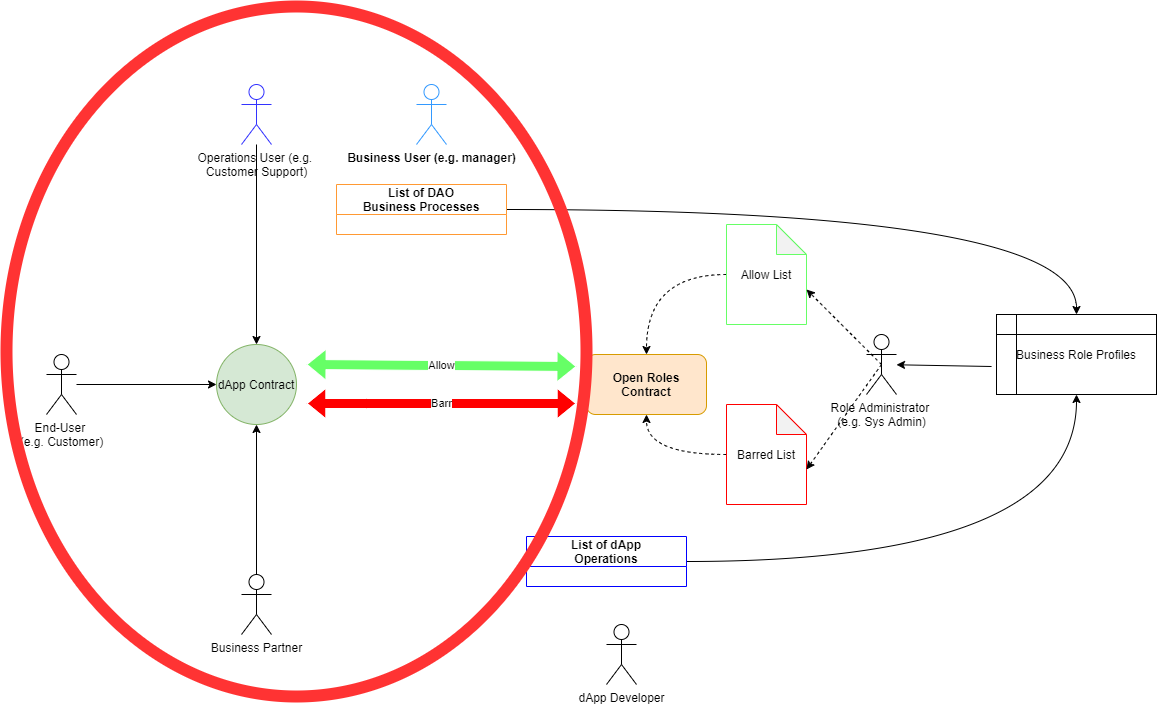 Operations User (e.g.
Customer Support)
Business User (e.g. manager)
List of DAO
Business Processes
Allow List
Business Role Profiles
Allow
dApp Contract
Open Roles
Contract
Barr
Role Administrator
(e.g. Sys Admin)
End-User
(e.g. Customer)
Barred List
List of dApp
Operations
Business Partner
dApp Developer